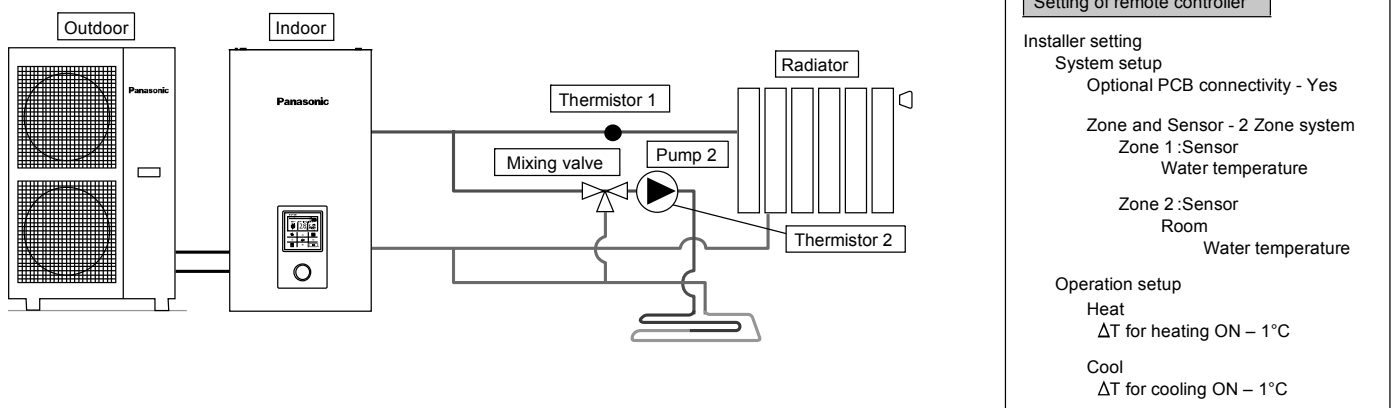 Outdoor
Indoor
Panasonic
Panasonic
Thermistor 1
Radiator
Mixing valve
Pump 2
Thermistor 2
Setting of remote controller
Installer setting
System setup
Optional PCB connectivity - Yes
Zone and Sensor - 2 Zone system
Zone 1 :Sensor
Water temperature
Zone 2 :Sensor
Room
Water temperature
Operation setup
Heat
ΔT for heating ON – 1°C
Cool
ΔT for cooling ON – 1°C